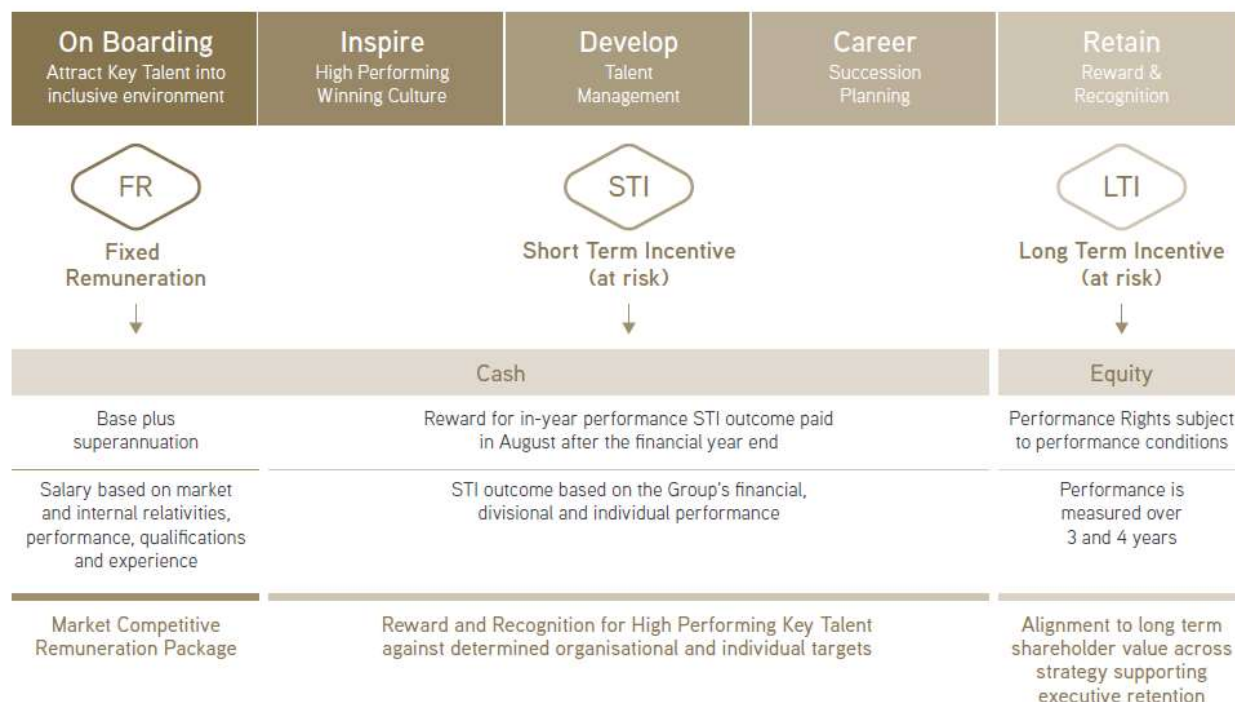 On Boarding
Attract Key Talent into
inclusive environment
Inspire
High Performing
Winning Culture
Develop
Talent
Management
Career
Succession
Planning
Retain
Reward &
Recognition
FR
Fixed
Remuneration
STI
Short Term Incentive
(at risk)
LTI
Long Term Incentive
(at risk)
Cash
Equity
Base plus
superannuation
Reward for in-year performance STI outcome paid
in August after the financial year end
Performance Rights subject
to performance conditions
Salary based on market
and internal relativities,
performance, qualifications
and experience
STI outcome based on the Group's financial,
divisional and individual performance
Performance is
measured over
3 and 4 years
Market Competitive
Remuneration Package
Reward and Recognition for High Performing Key Talent
against determined organisational and individual targets
Alignment to long term
shareholder value across
strategy supporting
executive retention